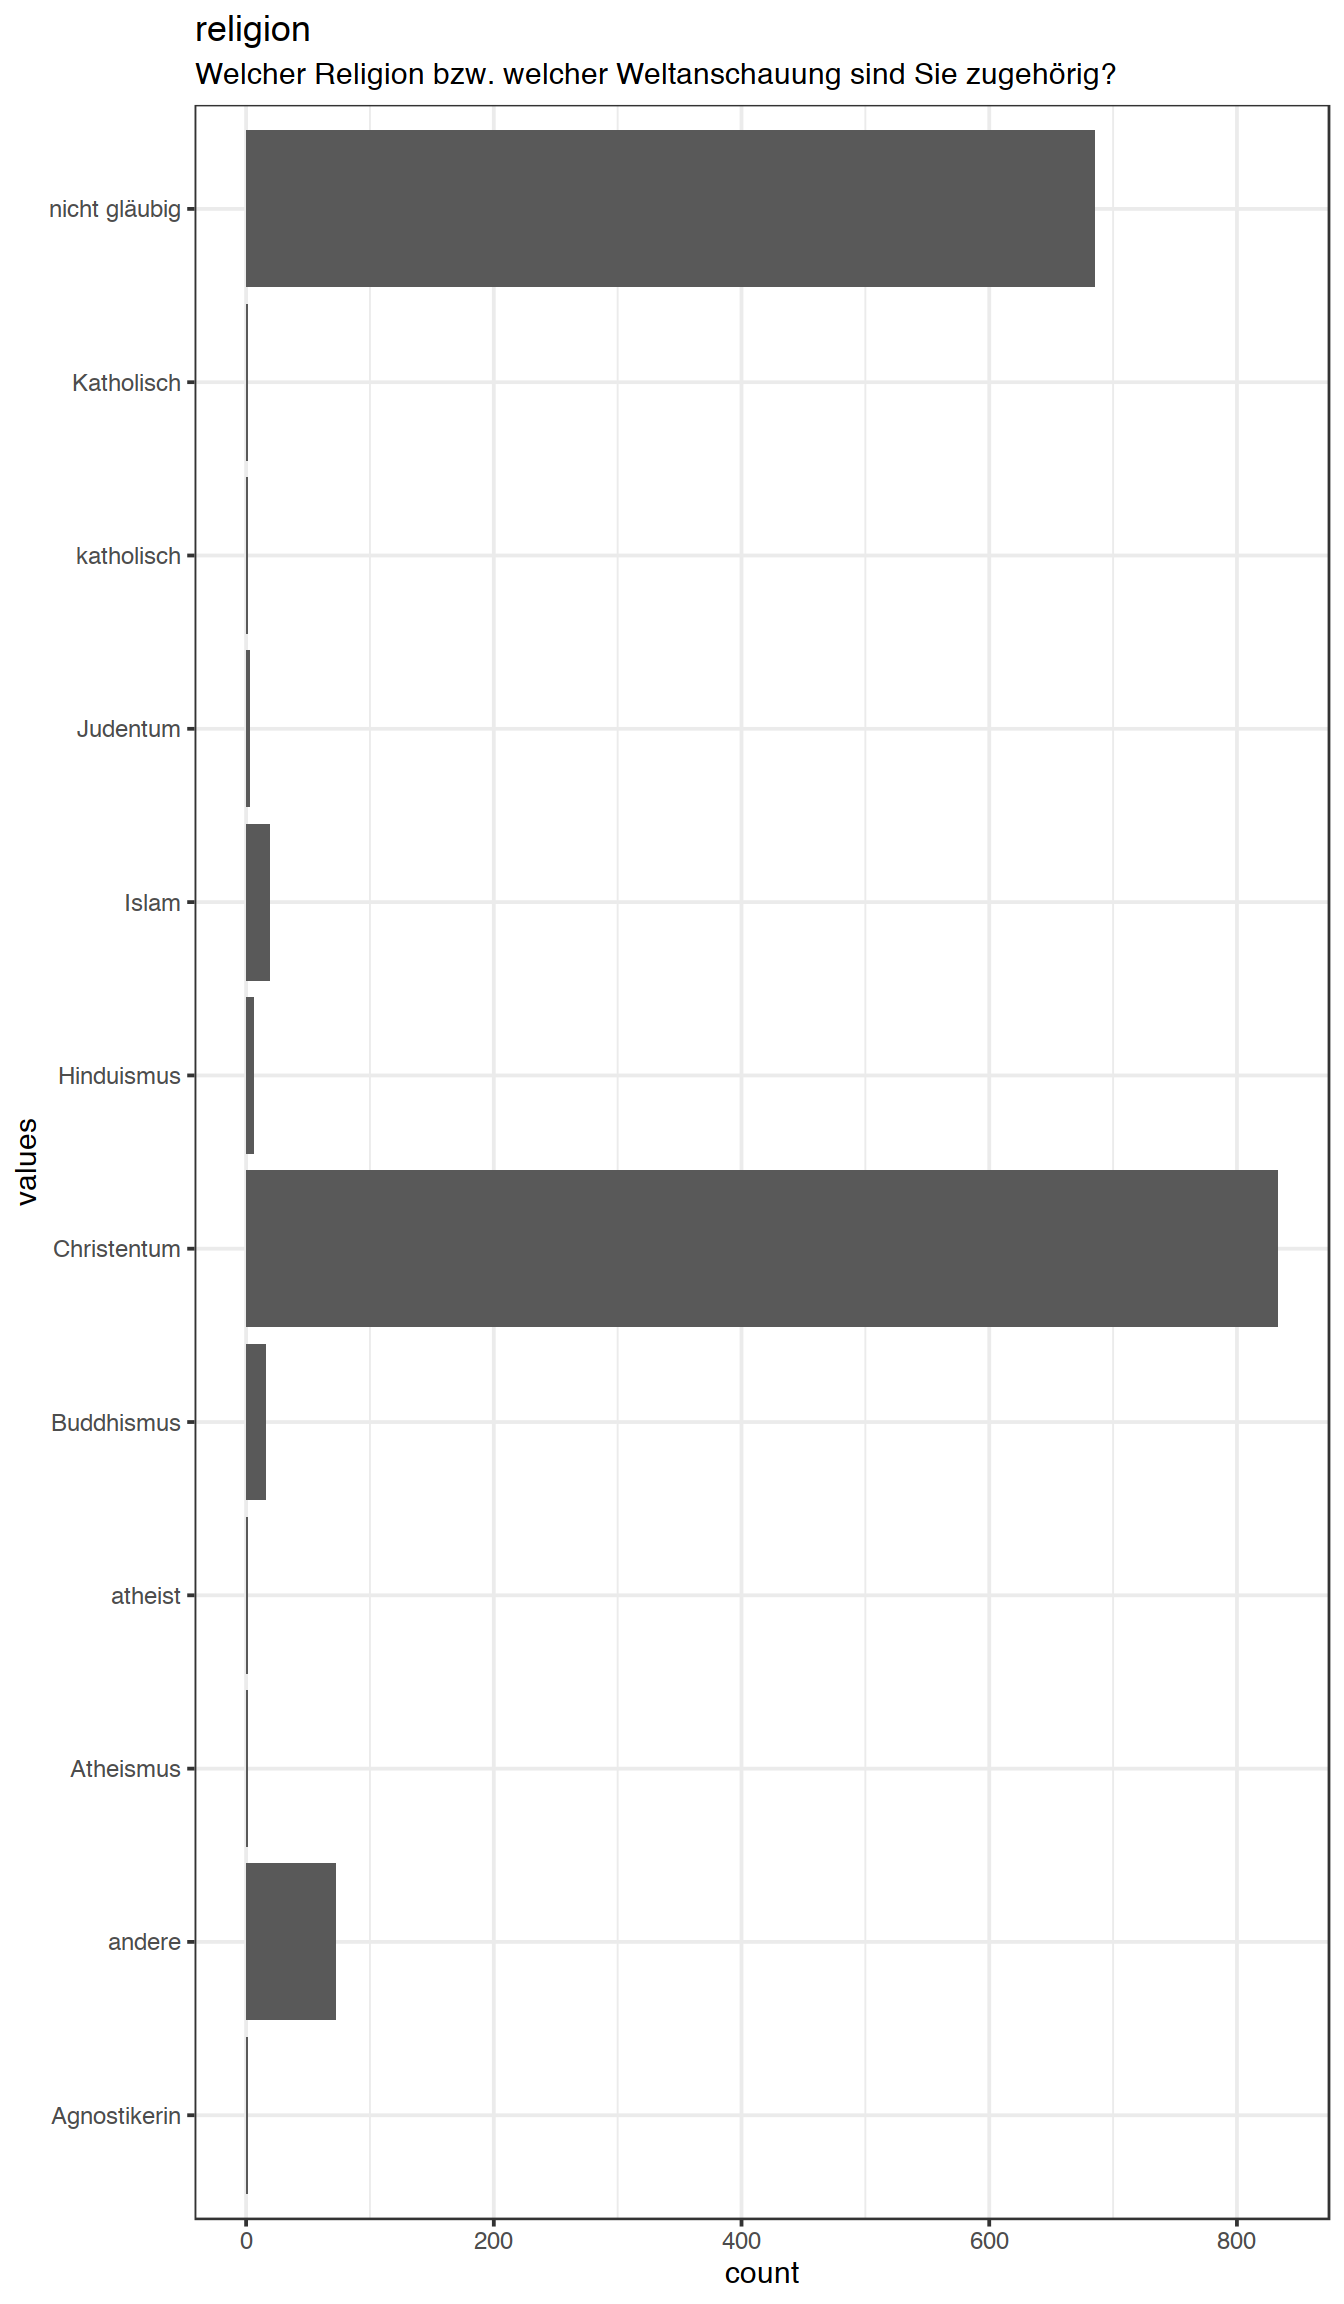 religion
Welcher Religion bzw. welcher Weltanschauung sind Sie zugehörig?
nicht gläubig
Katholisch
katholisch
Judentum
Islam
Hinduismus
values
Christentum
Buddhismus
atheist
Atheismus
andere
Agnostikerin
0 200 400 600 800
count